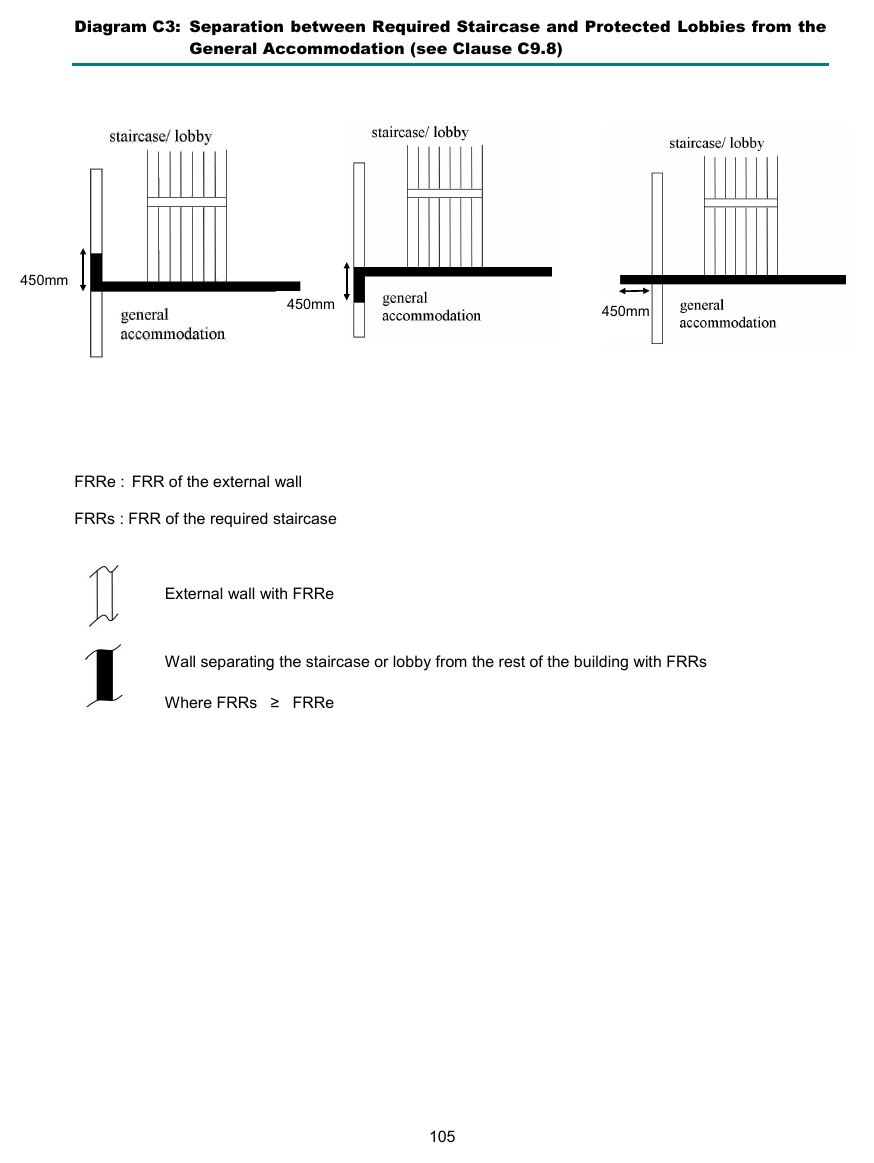 Diagram C3: Separation between Required Staircase and Protected Lobbies from the
General Accommodation (see Clause C9.8)
staircase/ lobby
450mm
general
accommodation
staircase/ lobby
450mm
general
accommodation
staircase/ lobby
450mm
general
accommodation
FRRe : FRR of the external wall
FRRs : FRR of the required staircase
External wall with FRRe
Wall separating the staircase or lobby from the rest of the building with FRRs
Where FRRs ≥ FRRe
105